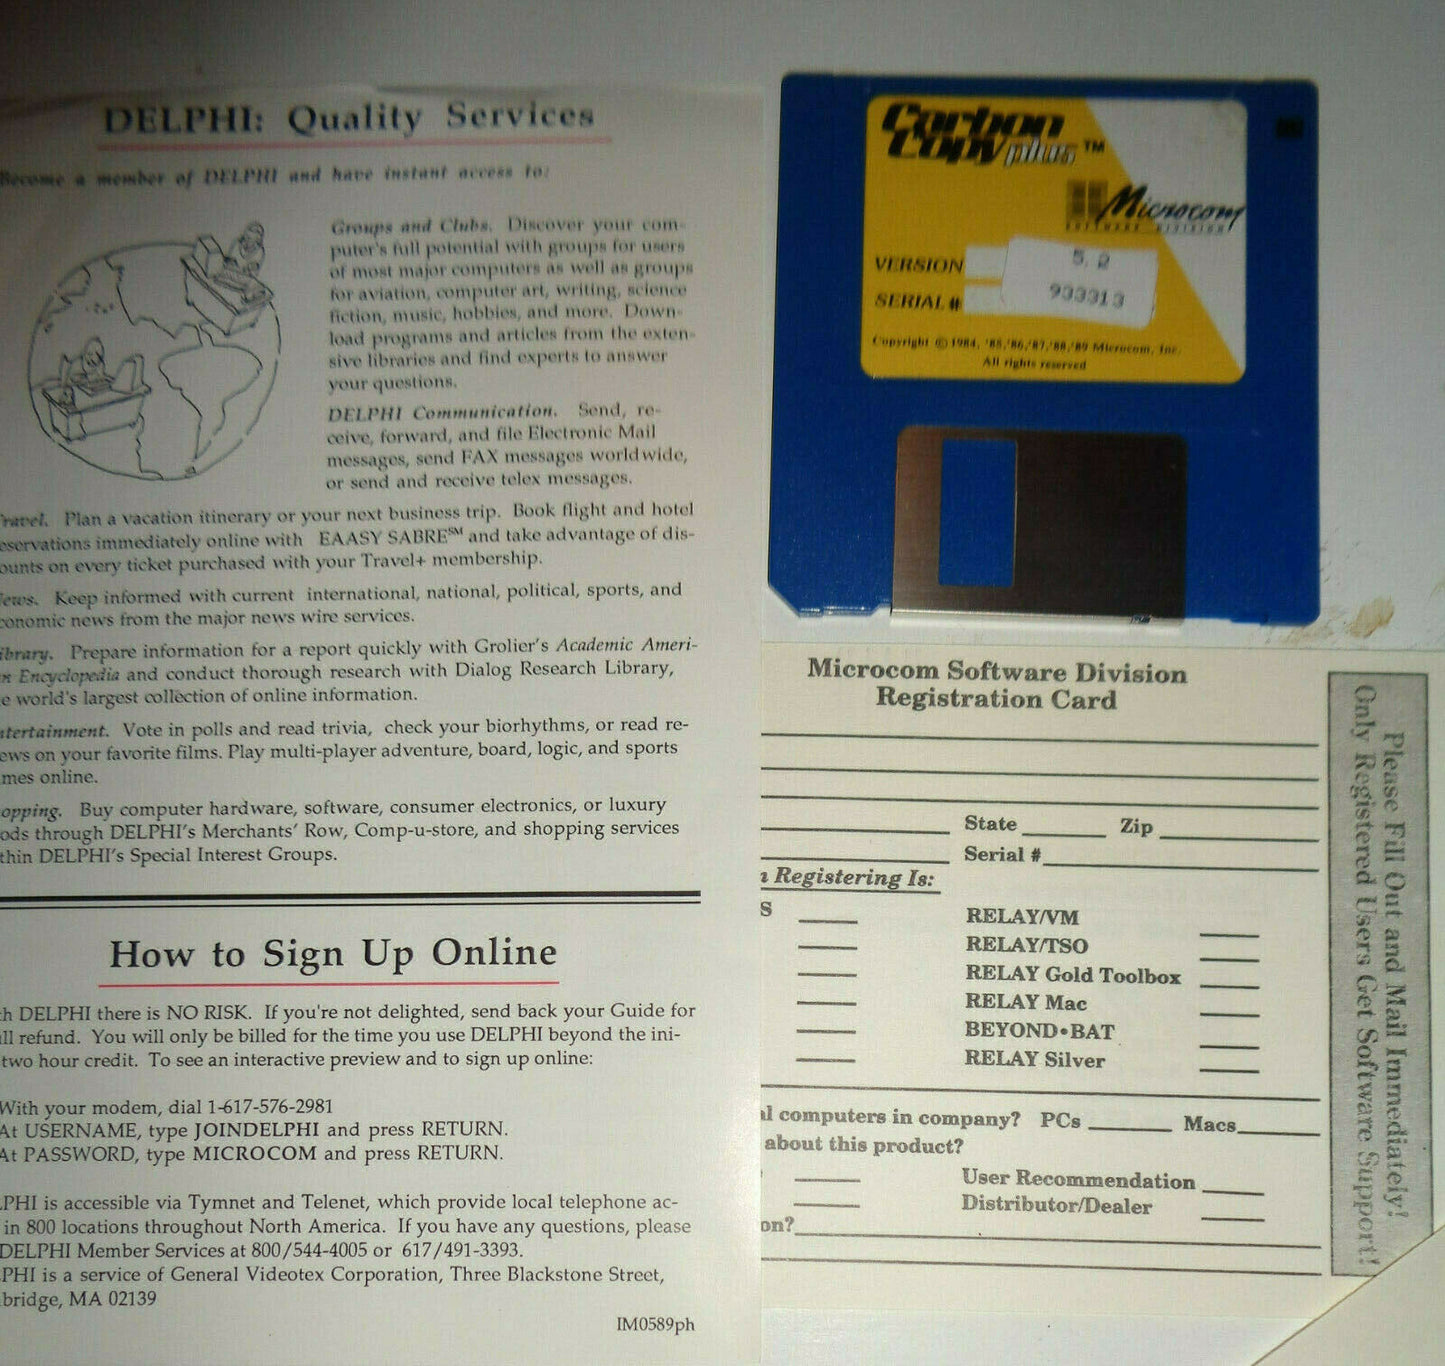 DELPHI: Quality Services
Become a member of DELPHI and have instant access to:
Groups and Clubs. Discover your com-
puter's full potential with groups for users
of most major computers as well as groups
for aviation, computer art, writing, science
fiction, music, hobbies, and more. Down-
load programs and articles from the exten-
sive libraries and find experts to answer
your questions.
DELPHI Communication. Send, re-
ceive, forward, and file Electronic Mail
messages, send FAX messages worldwide,
or send and receive telex messages.
ravel. Plan a vacation itinerary or your next business trip. Book flight and hotel
eservations immediately online with EAASY SABRE℠ and take advantage of dis-
ounts on every ticket purchased with your Travel+ membership.
ews. Keep informed with current international, national, political, sports, and
conomic news from the major news wire services.
ibrary. Prepare information for a report quickly with Grolier's Academic Ameri-
n Encyclopedia and conduct thorough research with Dialog Research Library,
e world's largest collection of online information.
ntertainment. Vote in polls and read trivia, check your biorhythms, or read re-
ews on your favorite films. Play multi-player adventure, board, logic, and sports
mes online.
opping. Buy computer hardware, software, consumer electronics, or luxury
ods through DELPHI's Merchants' Row, Comp-u-store, and shopping services
thin DELPHI's Special Interest Groups.
How to Sign Up Online
h DELPHI there is NO RISK. If you're not delighted, send back your Guide for
ll refund. You will only be billed for the time you use DELPHI beyond the ini-
two hour credit. To see an interactive preview and to sign up online:
With your modem, dial 1-617-576-2981
At USERNAME, type JOINDELPHI and press RETURN.
At PASSWORD, type MICROCOM and press RETURN.
LPHI is accessible via Tymnet and Telenet, which provide local telephone ac-
in 800 locations throughout North America. If you have any questions, please
DELPHI Member Services at 800/544-4005 or 617/491-3393.
LPHI is a service of General Videotex Corporation, Three Blackstone Street,
bridge, MA 02139
IM0589ph
Carbon
Copy plus™
Microcom
SOFTWARE DIVISION
VERSION 5.2
SERIAL # 933313
Copyright © 1984, '85,'86,'87,'88,'89 Microcom, Inc.
All rights reserved
Microcom Software Division
Registration Card
State Zip
Serial #
n Registering Is:
S RELAY/VM
RELAY/TSO
RELAY Gold Toolbox
RELAY Mac
BEYOND•BAT
RELAY Silver
al computers in company? PCs Macs
about this product?
User Recommendation
Distributor/Dealer
on?
Please Fill Out and Mail Immediately!
Only Registered Users Get Software Support!